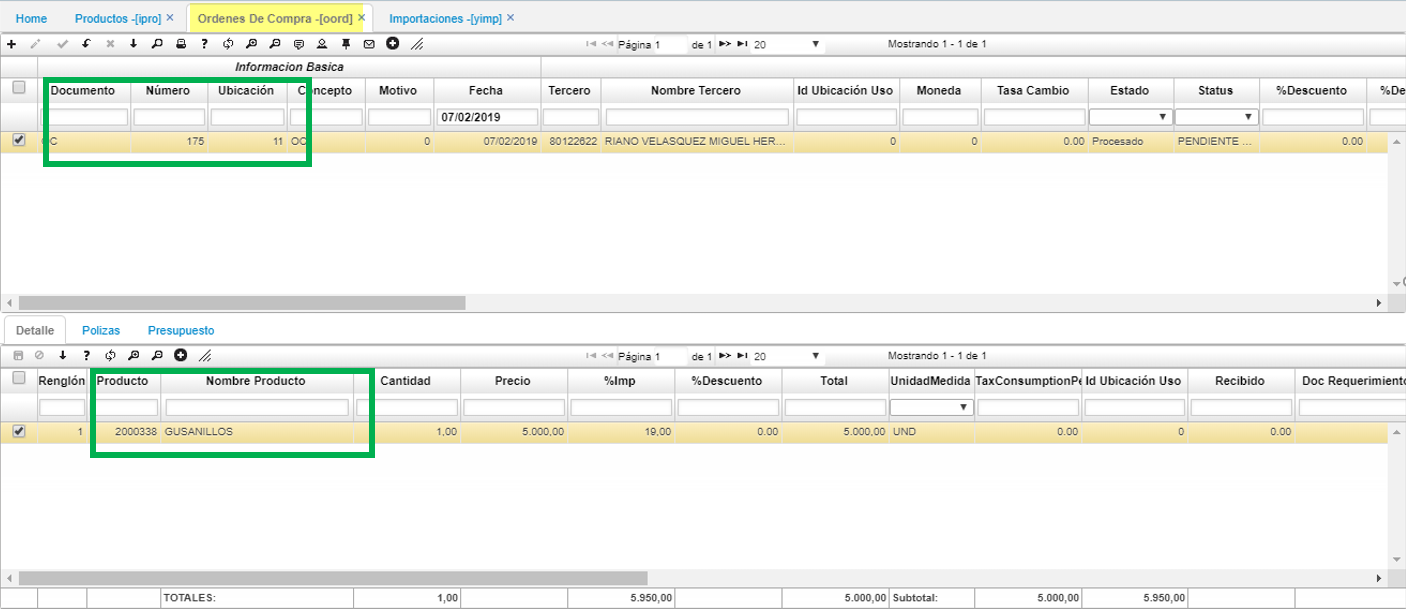 Home Productos -[ipro] × Ordenes De Compra -[oord] × Importaciones -[yimp] ×
Página 1 de 1 20 Mostrando 1 - 1 de 1
Informacion Basica
Documento Número Ubicación Concepto Motivo Fecha Tercero Nombre Tercero Id Ubicación Uso Moneda Tasa Cambio Estado Status %Descuento %De
07/02/2019
175 11 0 07/02/2019 80122622 RIANO VELASQUEZ MIGUEL HER... 0 0 0.00 Procesado PENDIENTE ... 0.00
Detalle Polizas Presupuesto
Página 1 de 1 20 Mostrando 1 - 1 de 1
Renglón Producto Nombre Producto Cantidad Precio %Imp %Descuento Total UnidadMedida TaxConsumptionPe Id Ubicación Uso Recibido Doc Requerimiento
1 2000338 GUSANILLOS 1,00 5.000,00 19,00 0.00 5.000,00 UND 0.00 0 0.00
TOTALES: 1,00 5.950,00 5.000,00 Subtotal: 5.000,00 5.950,00